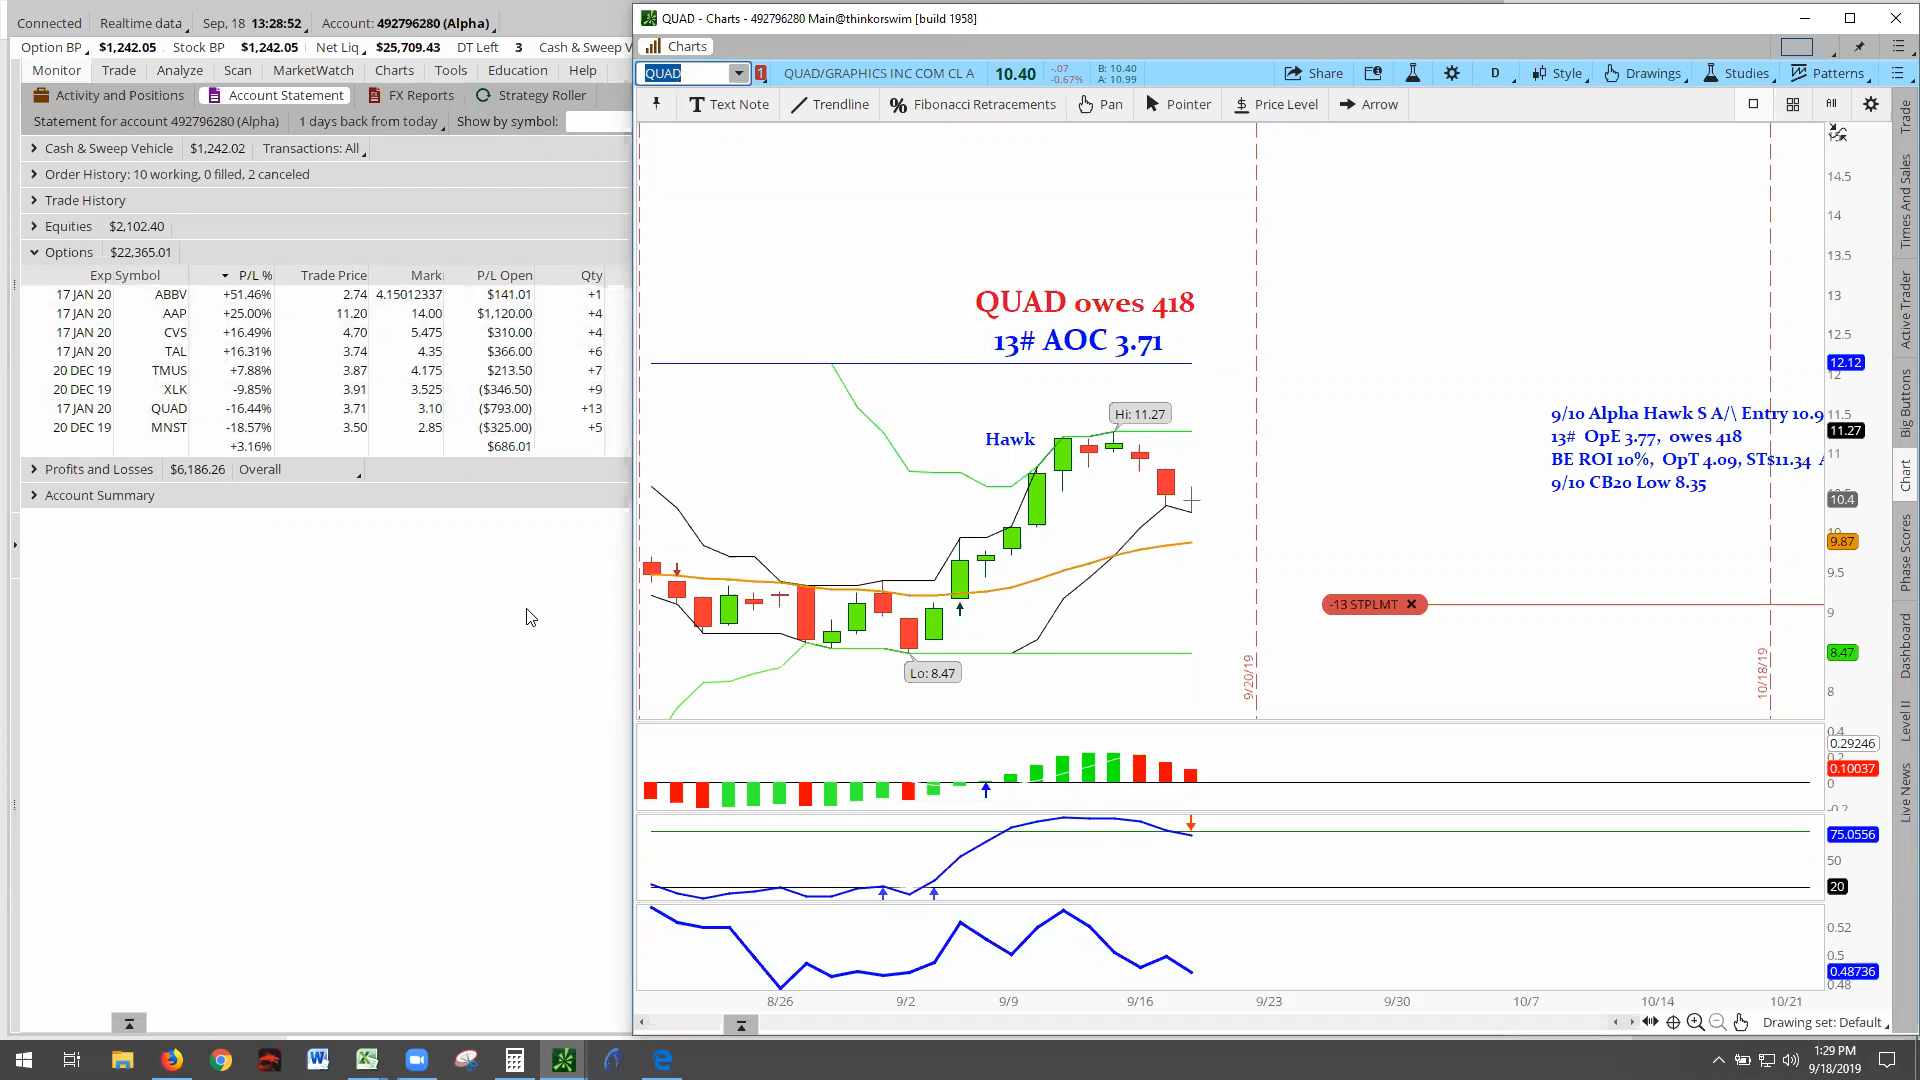 Connected Realtime data Sep, 18 13:28:52 Account: 492796280 (Alpha)
Option BP $1,242.05 Stock BP $1,242.05 Net Liq $25,709.43 DT Left 3 Cash & Sweep V
Monitor Trade Analyze Scan MarketWatch Charts Tools Education Help
Activity and Positions Account Statement FX Reports Strategy Roller
Statement for account 492796280 (Alpha) 1 days back from today Show by symbol:
Cash & Sweep Vehicle $1,242.02 Transactions: All
Order History: 10 working, 0 filled, 2 canceled
Trade History
Equities $2,102.40
Options $22,365.01
Exp Symbol P/L % Trade Price Mark P/L Open Qty
17 JAN 20 ABBV +51.46% 2.74 4.15012337 $141.01 +1
17 JAN 20 AAP +25.00% 11.20 14.00 $1,120.00 +4
17 JAN 20 CVS +16.49% 4.70 5.475 $310.00 +4
17 JAN 20 TAL +16.31% 3.74 4.35 $366.00 +6
20 DEC 19 TMUS +7.88% 3.87 4.175 $213.50 +7
20 DEC 19 XLK -9.85% 3.91 3.525 ($346.50) +9
17 JAN 20 QUAD -16.44% 3.71 3.10 ($793.00) +13
20 DEC 19 MNST -18.57% 3.50 2.85 ($325.00) +5
+3.16% $686.01
Profits and Losses $6,186.26 Overall
Account Summary
QUAD - Charts - 492796280 Main@thinkorswim [build 1958]
Charts
QUAD 1 QUAD/GRAPHICS INC COM CL A 10.40 -.07 -0.67% B: 10.40 A: 10.99 Share D Style Drawings Studies Patterns
Text Note Trendline Fibonacci Retracements Pan Pointer Price Level Arrow All
QUAD owes 418
13# AOC 3.71
Hawk
Hi: 11.27
Lo: 8.47
9/10 Alpha Hawk S A/\ Entry 10.9
13# OpE 3.77, owes 418
BE ROI 10%, OpT 4.09, ST$11.34
9/10 CB20 Low 8.35
-13 STPLMT
9/20/19
10/18/19
14.5
14
13.5
13
12.5
12.12
12
11.5
11.27
11
10.4
10
9.87
9.5
9
8.47
8
0.4
0.29246
0.10037
0
-0.2
75.0556
50
20
0.52
0.5
0.48736
0.48
8/26 9/2 9/9 9/16 9/23 9/30 10/7 10/14 10/21
Drawing set: Default
Trade
Times And Sales
Active Trader
Big Buttons
Chart
Phase Scores
Dashboard
Level II
Live News
1:29 PM
9/18/2019